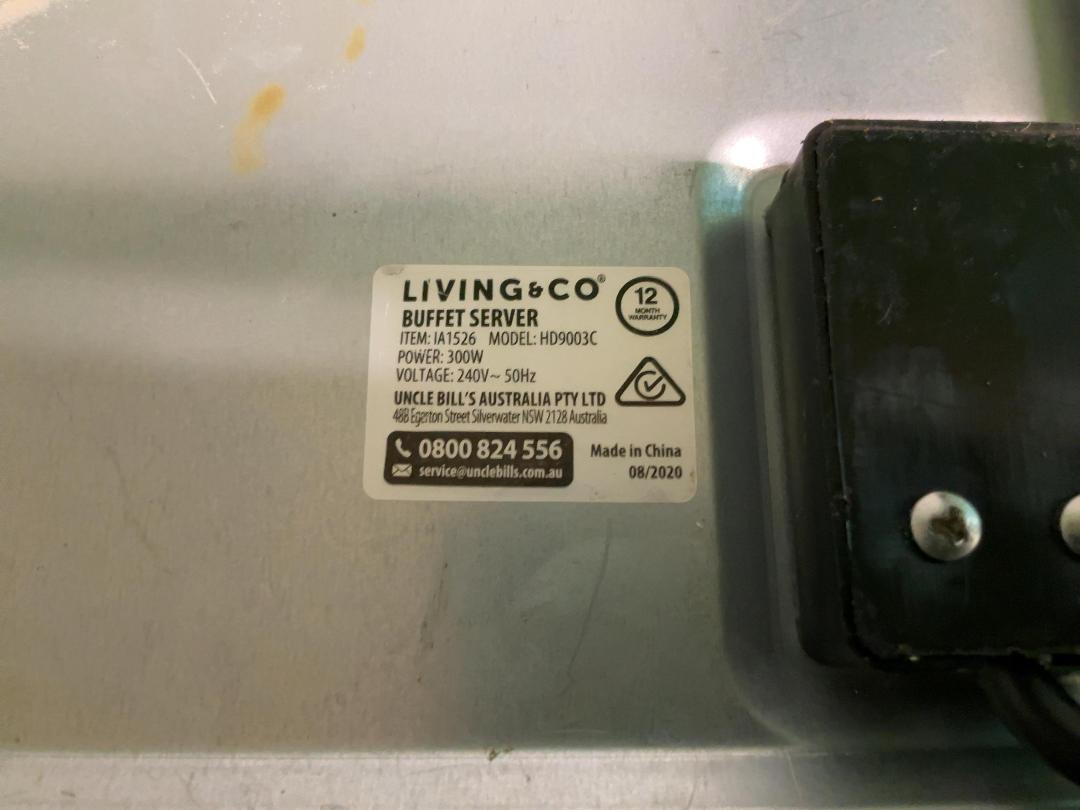 LIVING&CO®
BUFFET SERVER
ITEM: IA1526 MODEL: HD9003C
POWER: 300W
VOLTAGE: 240V~ 50Hz
UNCLE BILL'S AUSTRALIA PTY LTD
48B Egerton Street Silverwater NSW 2128 Australia
0800 824 556
service@unclebills.com.au
12
MONTH
WARRANTY
Made in China
08/2020